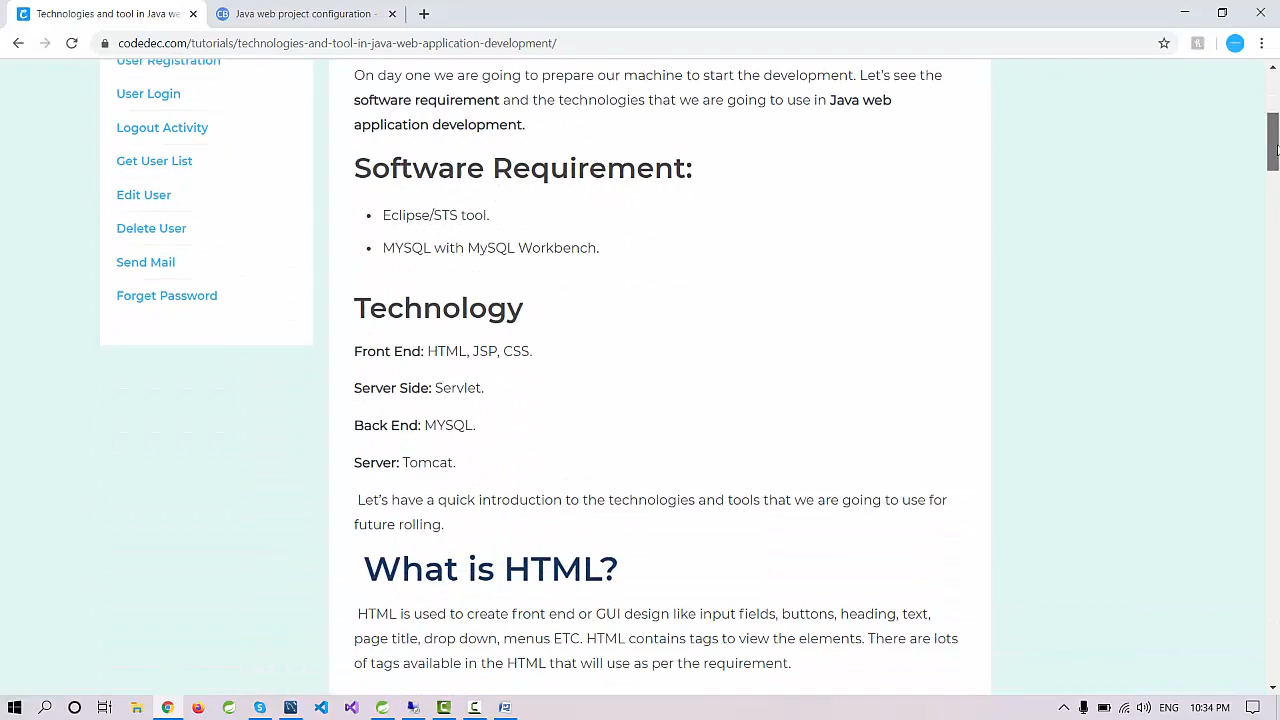 Technologies and tool in Java we
Java web project configuration -
codedec.com/tutorials/technologies-and-tool-in-java-web-application-development/
User Registration
User Login
Logout Activity
Get User List
Edit User
Delete User
Send Mail
Forget Password
On day one we are going to prepare our machine to start the development. Let's see the
software requirement and the technologies that we are going to use in Java web
application development.
Software Requirement:
• Eclipse/STS tool.
• MYSQL with MySQL Workbench.
Technology
Front End: HTML, JSP, CSS.
Server Side: Servlet.
Back End: MYSQL.
Server: Tomcat.
Let's have a quick introduction to the technologies and tools that we are going to use for
future rolling.
What is HTML?
HTML is used to create front end or GUI design like input fields, buttons, heading, text,
page title, drop down, menus ETC. HTML contains tags to view the elements. There are lots
of tags available in the HTML that will use as per the requirement.
ENG
10:34 PM